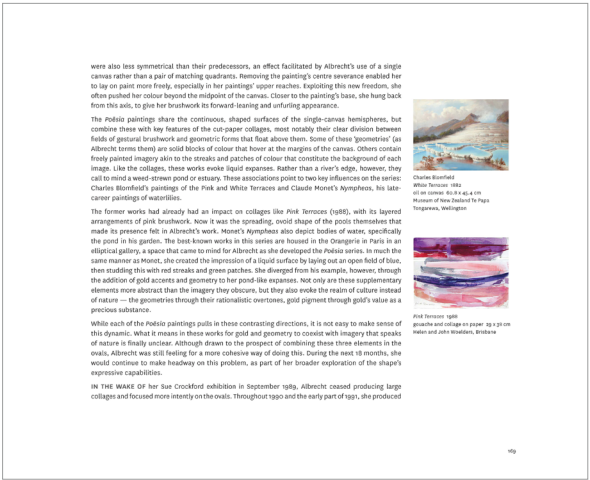 were also less symmetrical than their predecessors, an effect facilitated by Albrecht's use of a single
canvas rather than a pair of matching quadrants. Removing the painting's centre severance enabled her
to lay on paint more freely, especially in her paintings' upper reaches. Exploiting this new freedom, she
often pushed her colour beyond the midpoint of the canvas. Closer to the painting's base, she hung back
from this axis, to give her brushwork its forward-leaning and unfurling appearance.
The Poësia paintings share the continuous, shaped surfaces of the single-canvas hemispheres, but
combine these with key features of the cut-paper collages, most notably their clear division between
fields of gestural brushwork and geometric forms that float above them. Some of these 'geometries' (as
Albrecht terms them) are solid blocks of colour that hover at the margins of the canvas. Others contain
freely painted imagery akin to the streaks and patches of colour that constitute the background of each
image. Like the collages, these works evoke liquid expanses. Rather than a river's edge, however, they
call to mind a weed-strewn pond or estuary. These associations point to two key influences on the series:
Charles Blomfield's paintings of the Pink and White Terraces and Claude Monet's Nympheas, his late-
career paintings of waterlilies.
The former works had already had an impact on collages like Pink Terraces (1988), with its layered
arrangements of pink brushwork. Now it was the spreading, ovoid shape of the pools themselves that
made its presence felt in Albrecht's work. Monet's Nympheas also depict bodies of water, specifically
the pond in his garden. The best-known works in this series are housed in the Orangerie in Paris in an
elliptical gallery, a space that came to mind for Albrecht as she developed the Poësia series. In much the
same manner as Monet, she created the impression of a liquid surface by laying out an open field of blue,
then studding this with red streaks and green patches. She diverged from his example, however, through
the addition of gold accents and geometry to her pond-like expanses. Not only are these supplementary
elements more abstract than the imagery they obscure, but they also evoke the realm of culture instead
of nature — the geometries through their rationalistic overtones, gold pigment through gold's value as a
precious substance.
While each of the Poësia paintings pulls in these contrasting directions, it is not easy to make sense of
this dynamic. What it means in these works for gold and geometry to coexist with imagery that speaks
of nature is finally unclear. Although drawn to the prospect of combining these three elements in the
ovals, Albrecht was still feeling for a more cohesive way of doing this. During the next 18 months, she
would continue to make headway on this problem, as part of her broader exploration of the shape's
expressive capabilities.
IN THE WAKE OF her Sue Crockford exhibition in September 1989, Albrecht ceased producing large
collages and focused more intently on the ovals. Throughout 1990 and the early part of 1991, she produced
Charles Blomfield
White Terraces 1882
oil on canvas 60.8 x 45.4 cm
Museum of New Zealand Te Papa
Tongarewa, Wellington
Pink Terraces 1988
gouache and collage on paper 29 x 36 cm
Helen and John Woelders, Brisbane
169